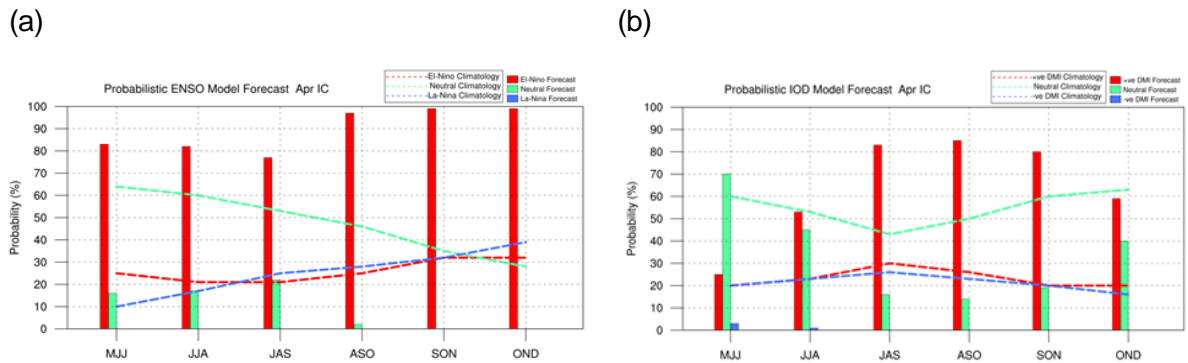 (a)
Probabilistic ENSO Model Forecast Apr IC
El-Nino Climatology
Neutral Climatology
La-Nina Climatology
El-Nino Forecast
Neutral Forecast
La-Nina Forecast
Probability (%)
100
90
80
70
60
50
40
30
20
10
0
MJJ JJA JAS ASO SON OND
(b)
Probabilistic IOD Model Forecast Apr IC
+ve DMI Climatology
Neutral Climatology
-ve DMI Climatology
+ve DMI Forecast
Neutral Forecast
-ve DMI Forecast
Probability (%)
100
90
80
70
60
50
40
30
20
10
0
MJJ JJA JAS ASO SON OND